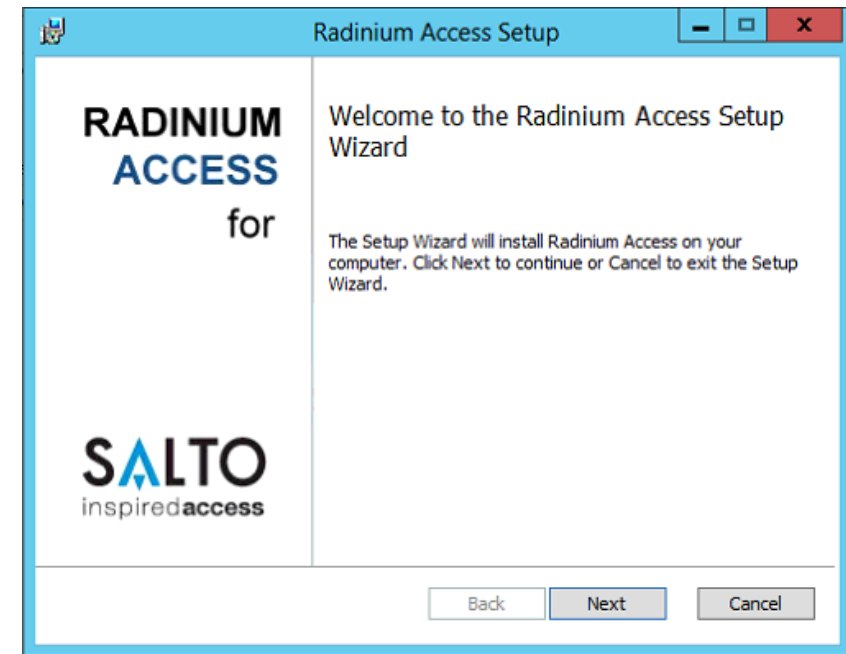 Radinium Access Setup
RADINIUM
ACCESS
for
SALTO
inspiredaccess
Welcome to the Radinium Access Setup
Wizard
The Setup Wizard will install Radinium Access on your
computer. Click Next to continue or Cancel to exit the Setup
Wizard.
Back Next Cancel